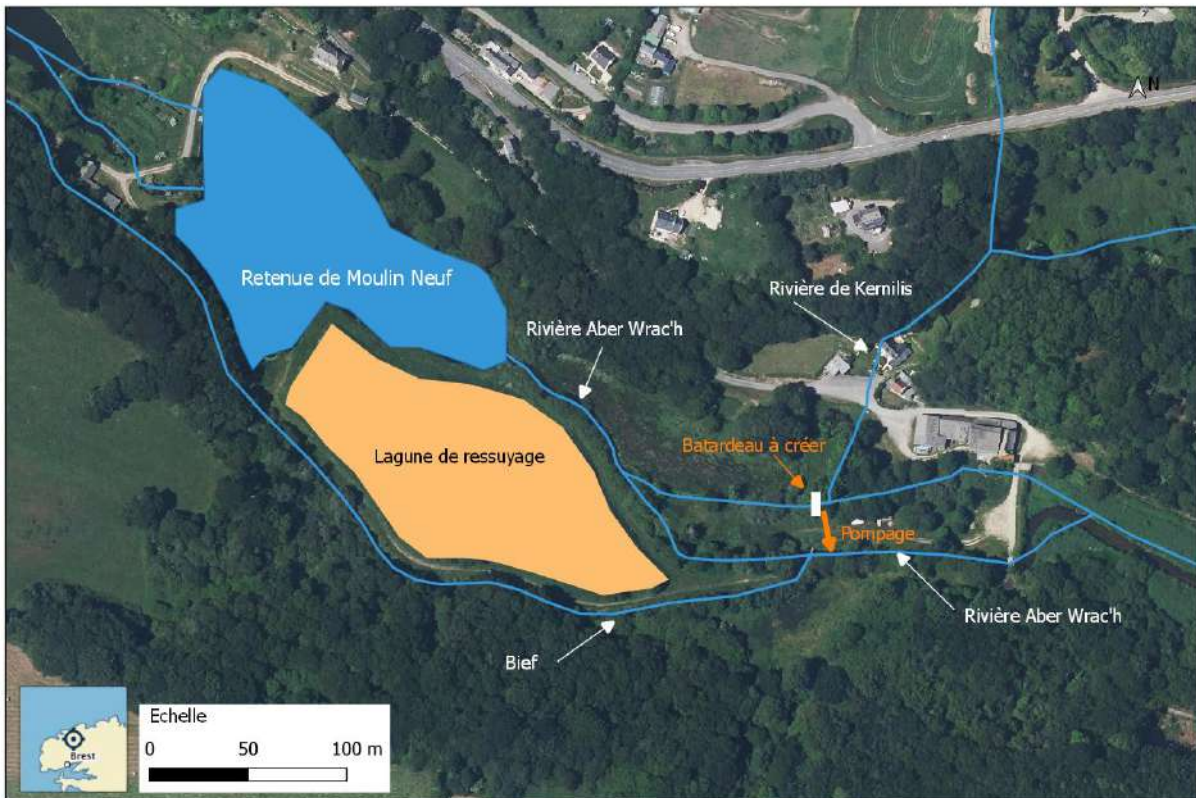 N
Retenue de Moulin Neuf
Rivière de Kernilis
Rivière Aber Wrac'h
Batardeau à créer
Lagune de ressuyage
Pompage
Rivière Aber Wrac'h
Bief
Echelle
0 50 100 m
Brest